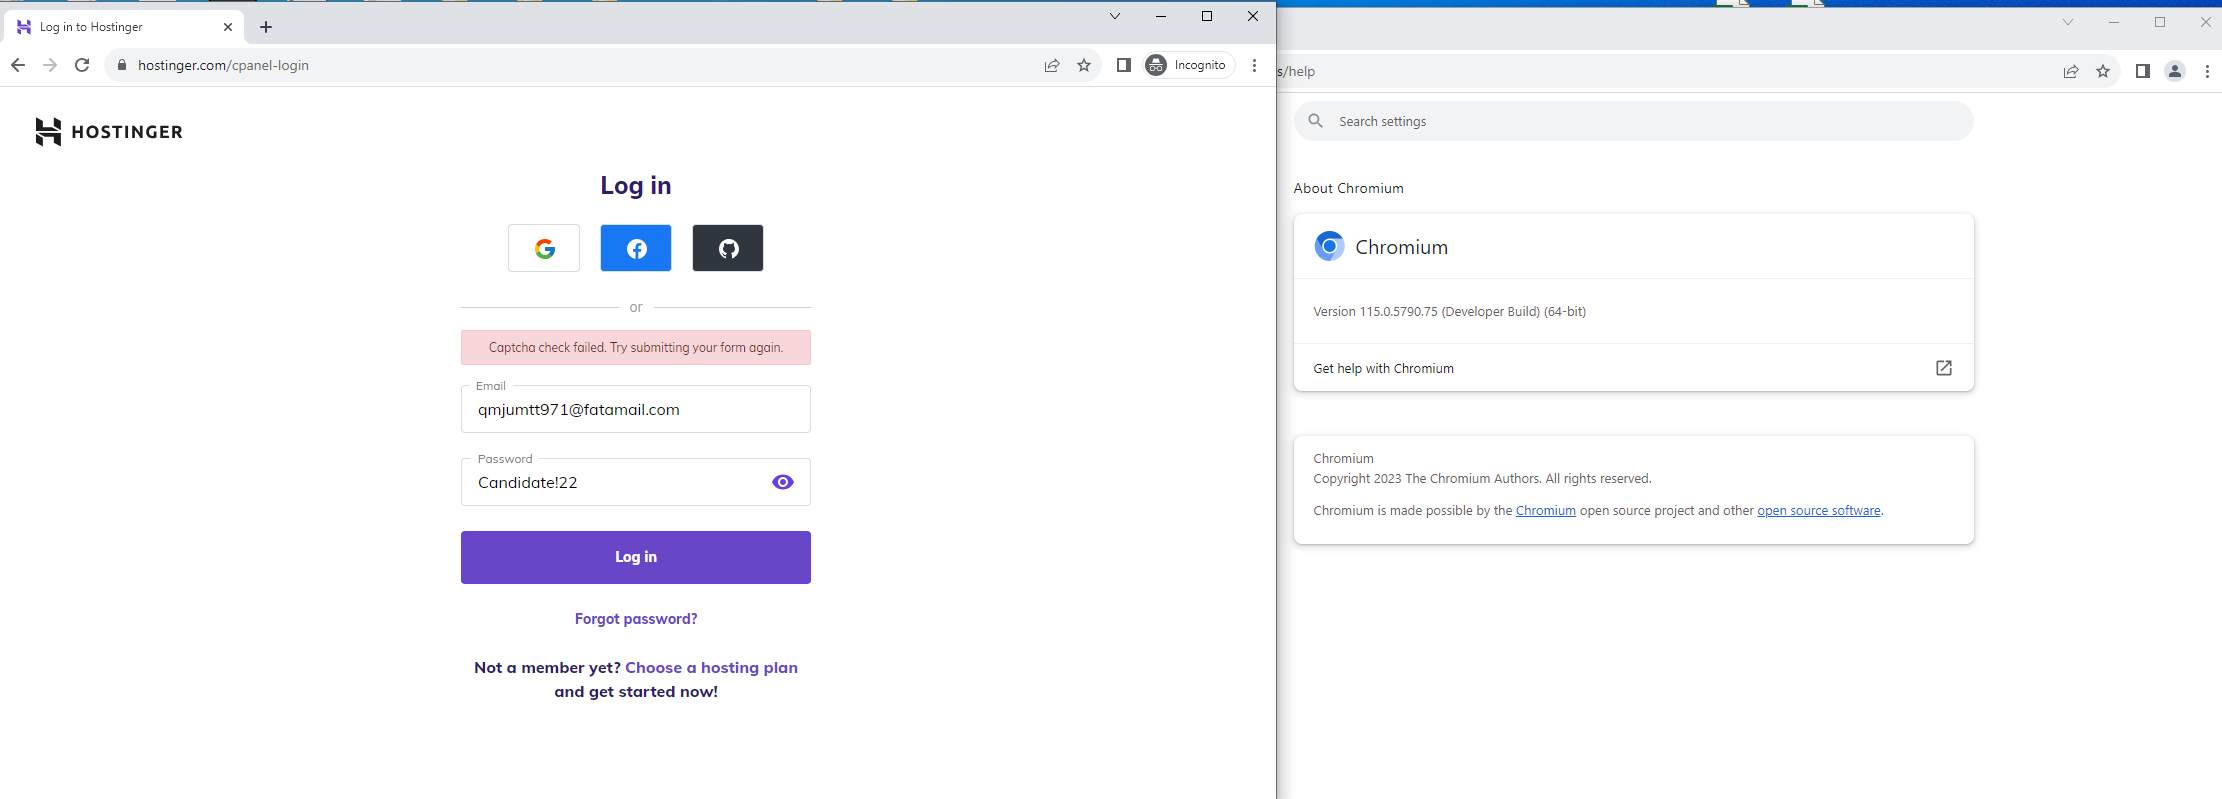 Log in to Hostinger
hostinger.com/cpanel-login
Incognito
HOSTINGER
Log in
or
Captcha check failed. Try submitting your form again.
Email
qmjumtt971@fatamail.com
Password
Candidate!22
Log in
Forgot password?
Not a member yet? Choose a hosting plan
and get started now!
s/help
Search settings
About Chromium
Chromium
Version 115.0.5790.75 (Developer Build) (64-bit)
Get help with Chromium
Chromium
Copyright 2023 The Chromium Authors. All rights reserved.
Chromium is made possible by the Chromium open source project and other open source software.